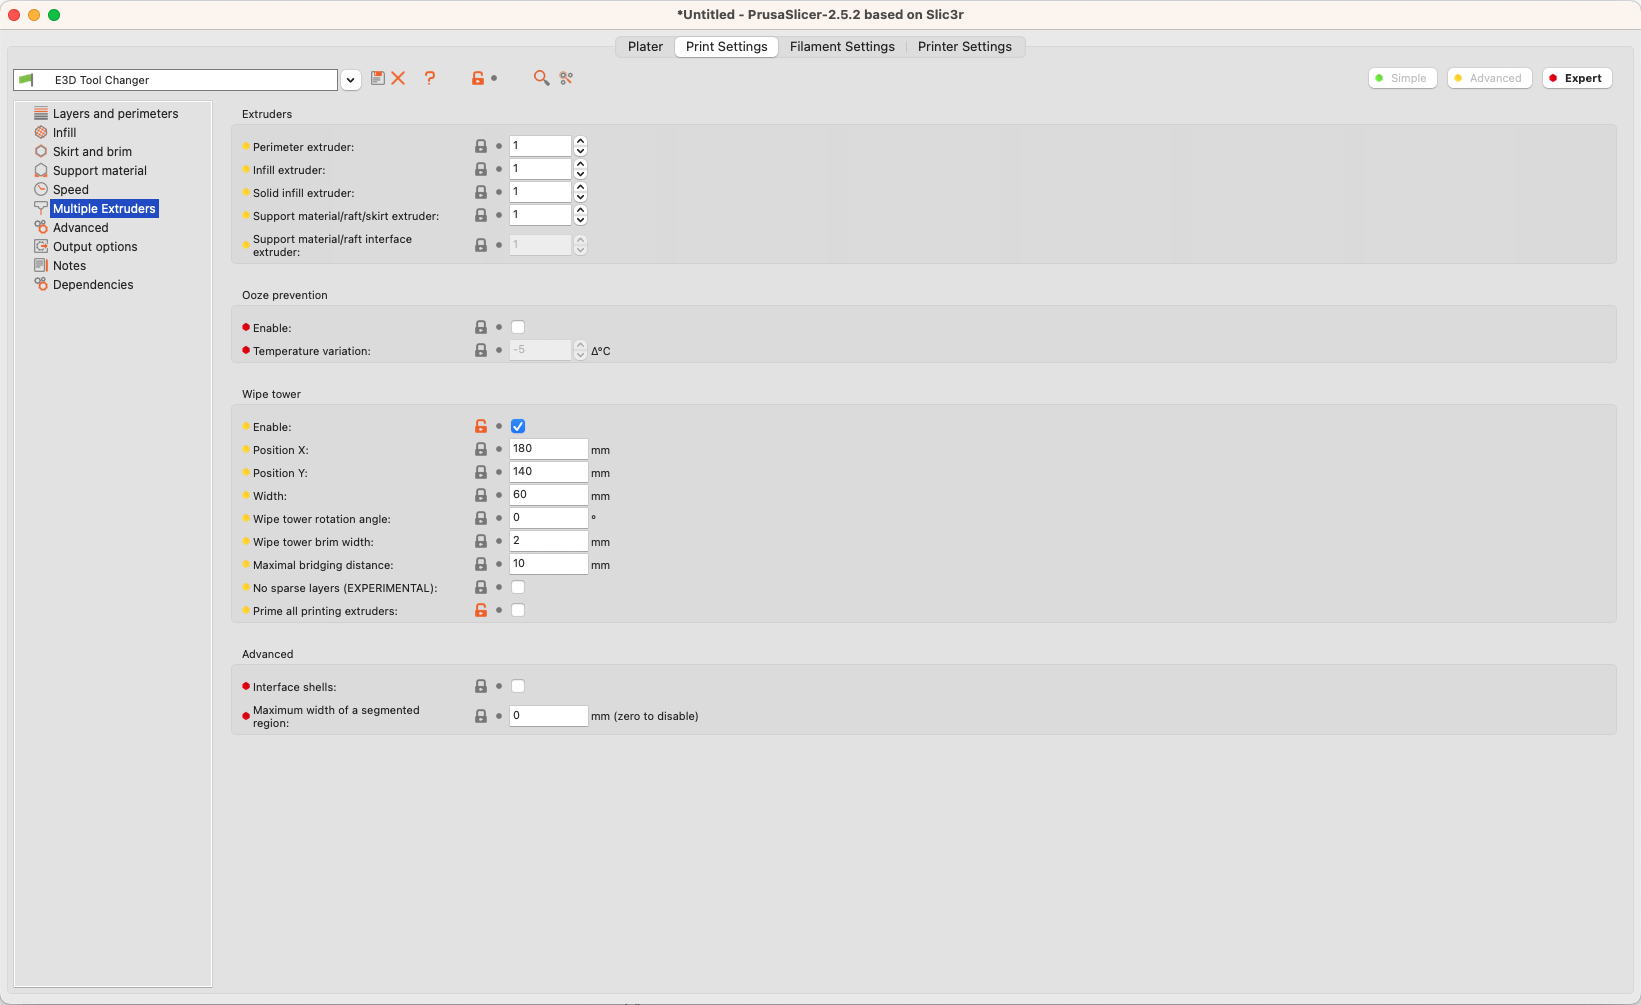 *Untitled - PrusaSlicer-2.5.2 based on Slic3r
Plater Print Settings Filament Settings Printer Settings
E3D Tool Changer
Simple Advanced Expert
Layers and perimeters
Infill
Skirt and brim
Support material
Speed
Multiple Extruders
Advanced
Output options
Notes
Dependencies
Extruders
Perimeter extruder: 1
Infill extruder: 1
Solid infill extruder: 1
Support material/raft/skirt extruder: 1
Support material/raft interface
extruder: 1
Ooze prevention
Enable:
Temperature variation: -5 Δ°C
Wipe tower
Enable:
Position X: 180 mm
Position Y: 140 mm
Width: 60 mm
Wipe tower rotation angle: 0 °
Wipe tower brim width: 2 mm
Maximal bridging distance: 10 mm
No sparse layers (EXPERIMENTAL):
Prime all printing extruders:
Advanced
Interface shells:
Maximum width of a segmented
region: 0 mm (zero to disable)